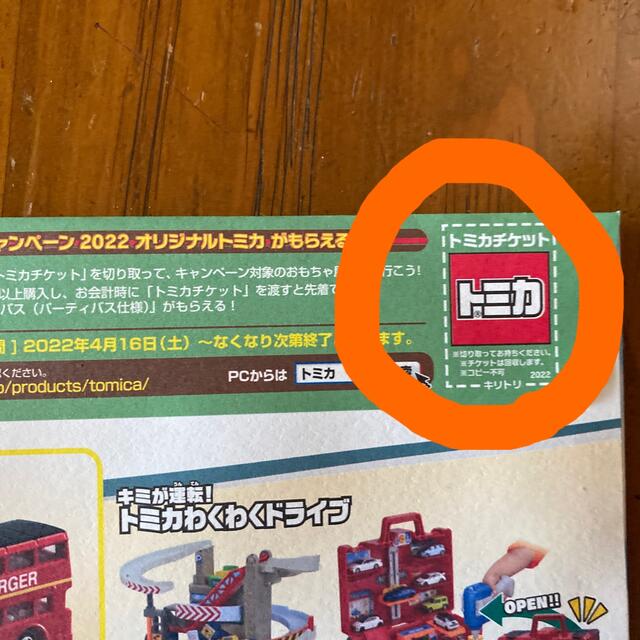 ャンペーン 2022 オリジナルトミカ がもらえる
トミカチケット」を切り取って、キャンペーン対象のおもちゃ
行こう!
以上購入し、お会計時に「トミカチケット」を渡すと先着で
バス（パーティバス仕様）」がもらえる!
] 2022年4月16日(土) ～なくなり次第終了
ます。
ください。
o/products/tomica/
PCからは トミカ
トミカチケット
トミカ
®
※切り取ってお持ちください。
※チケットは回収します。
※コピー不可
2022
キリトリ
キミが運転!
うんてん
トミカわくわくドライブ
RGER
OPEN!!